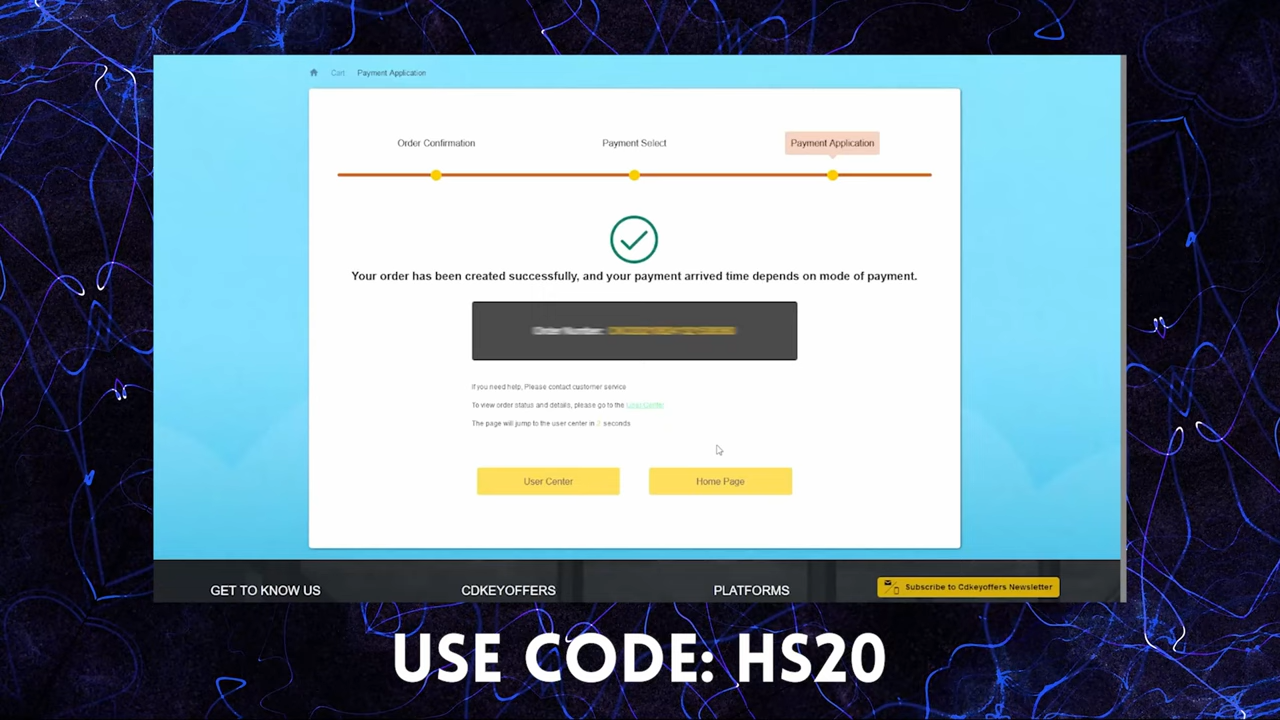 Cart Payment Application
Order Confirmation Payment Select Payment Application
Your order has been created successfully, and your payment arrived time depends on mode of payment.
If you need help, Please contact customer service
To view order status and details, please go to the User Center
The page will jump to the user center in seconds
User Center Home Page
GET TO KNOW US CDKEYOFFERS PLATFORMS Subscribe to Cdkeyoffers Newsletter
USE CODE: HS20